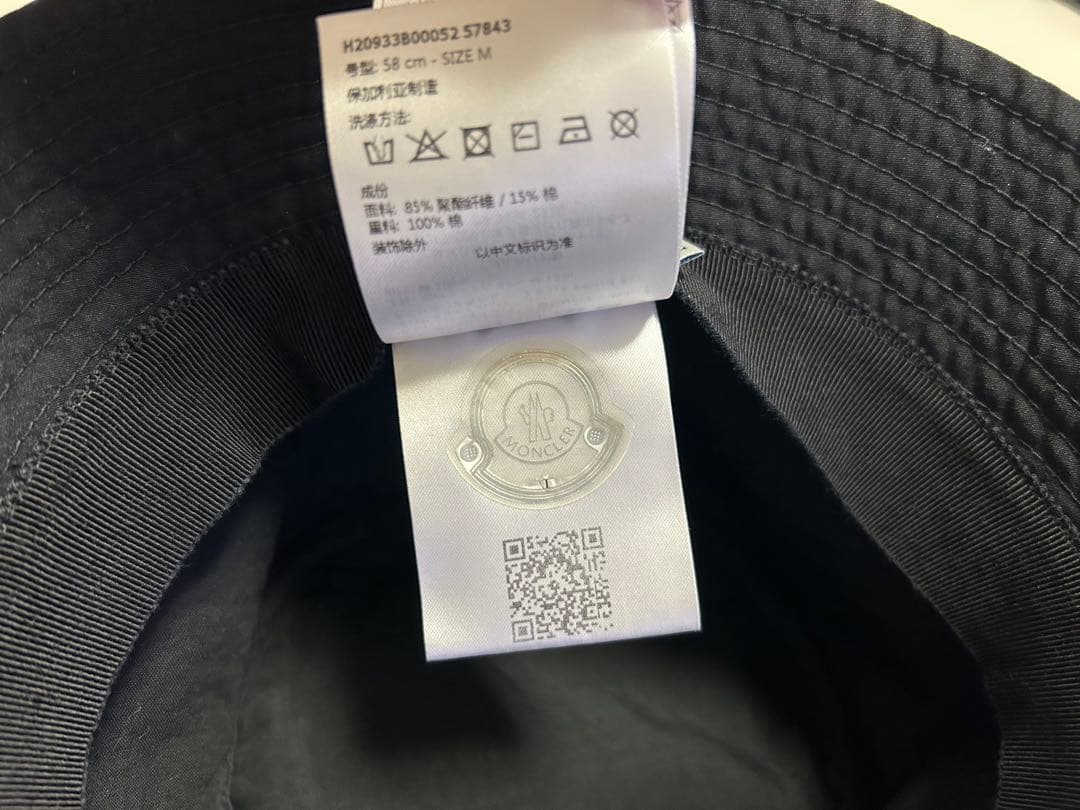 H20933B00052 57843
号型: 58 cm - SIZE M
保加利亚制造
洗涤方法:
成份
面料: 85% 聚酯纤维 / 15% 棉
里料: 100% 棉
装饰除外 以中文标识为准
MONCLER